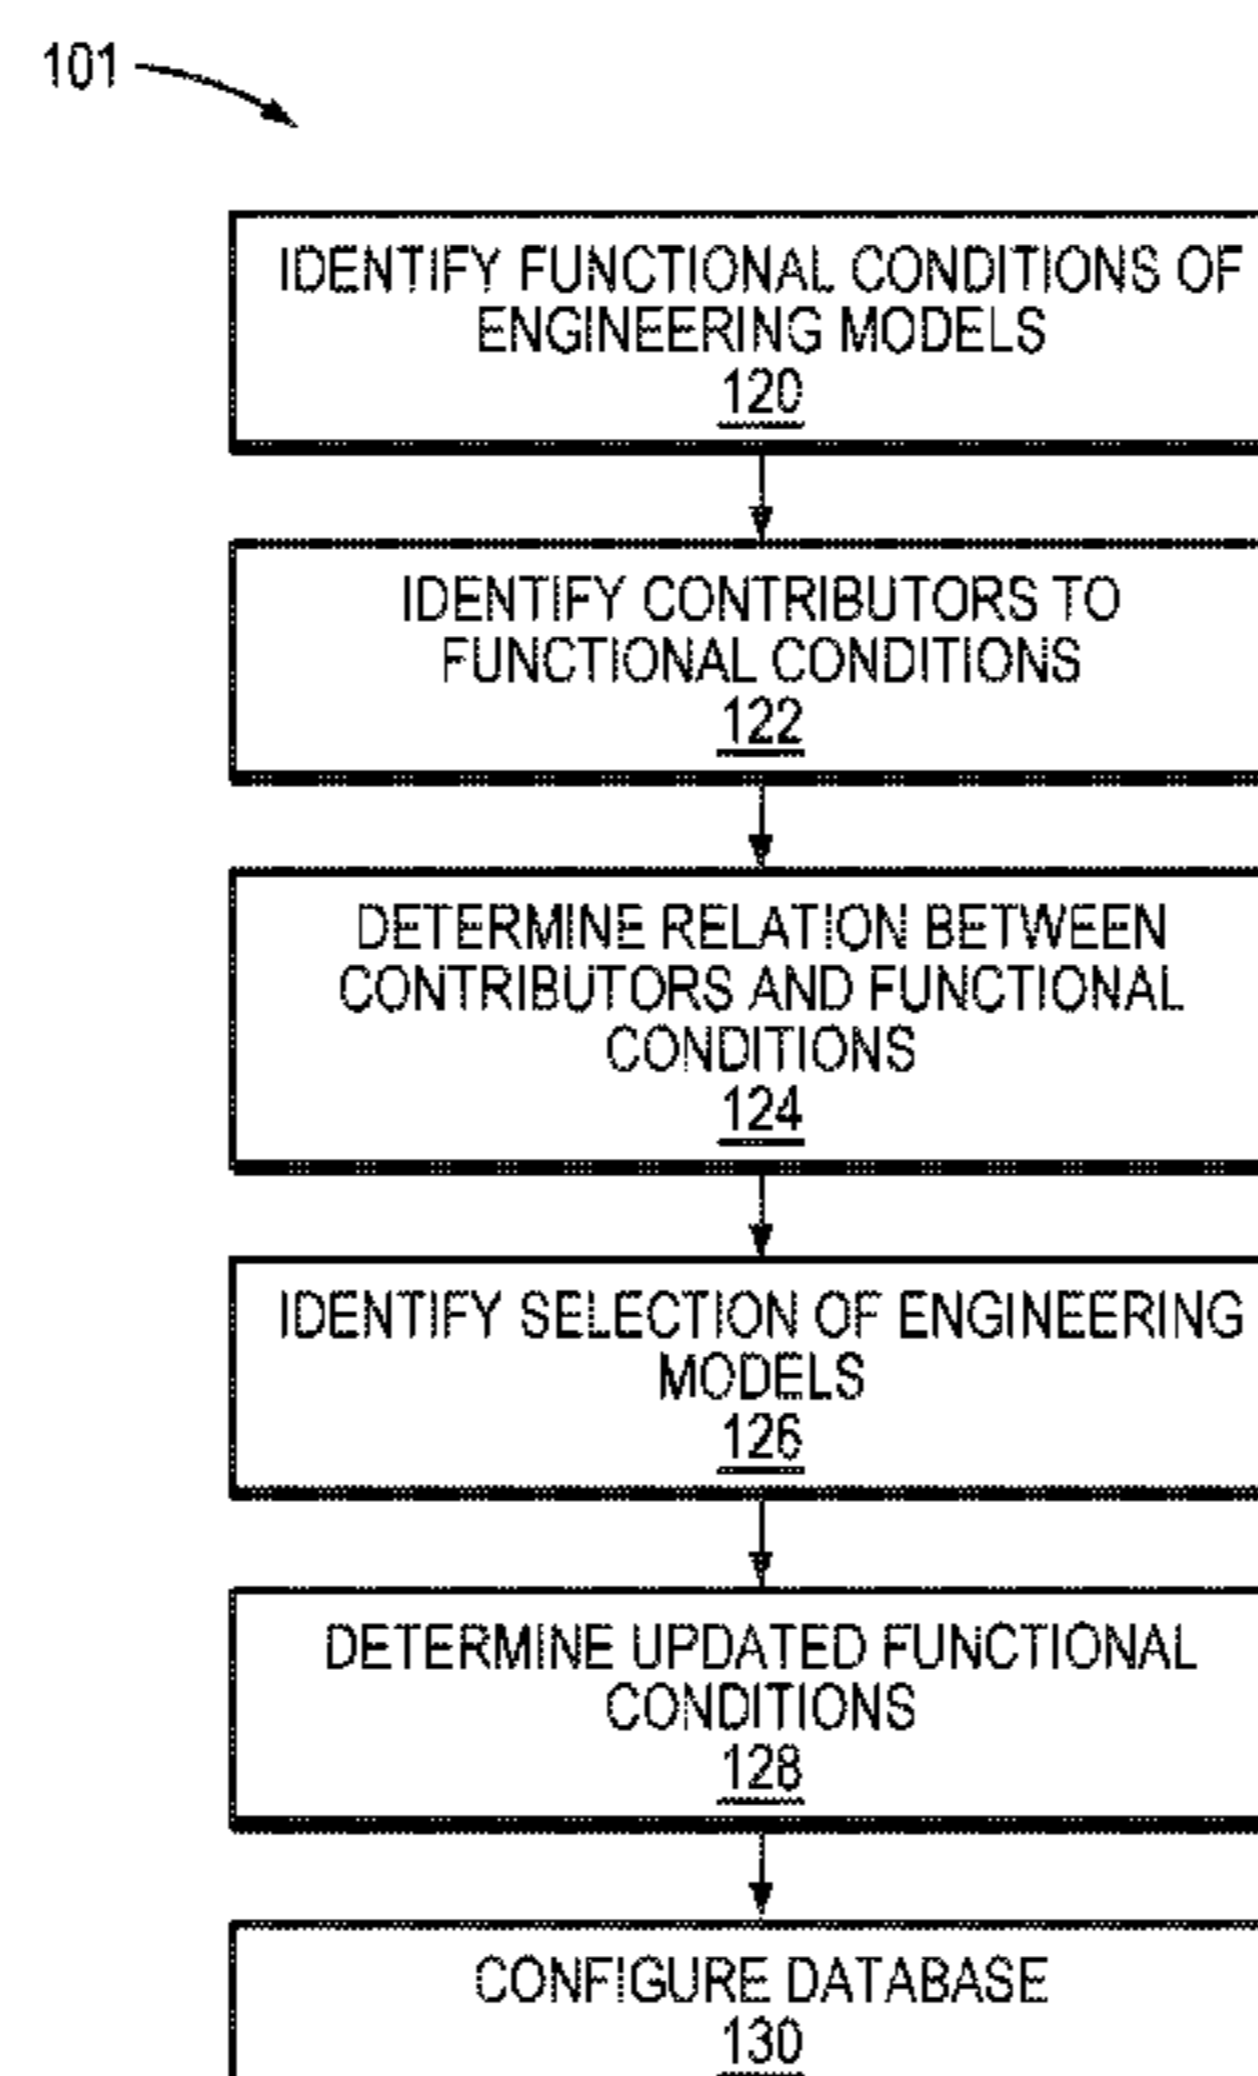 101
IDENTIFY FUNCTIONAL CONDITIONS OF
ENGINEERING MODELS
120
IDENTIFY CONTRIBUTORS TO
FUNCTIONAL CONDITIONS
122
DETERMINE RELATION BETWEEN
CONTRIBUTORS AND FUNCTIONAL
CONDITIONS
124
IDENTIFY SELECTION OF ENGINEERING
MODELS
126
DETERMINE UPDATED FUNCTIONAL
CONDITIONS
128
CONFIGURE DATABASE
130